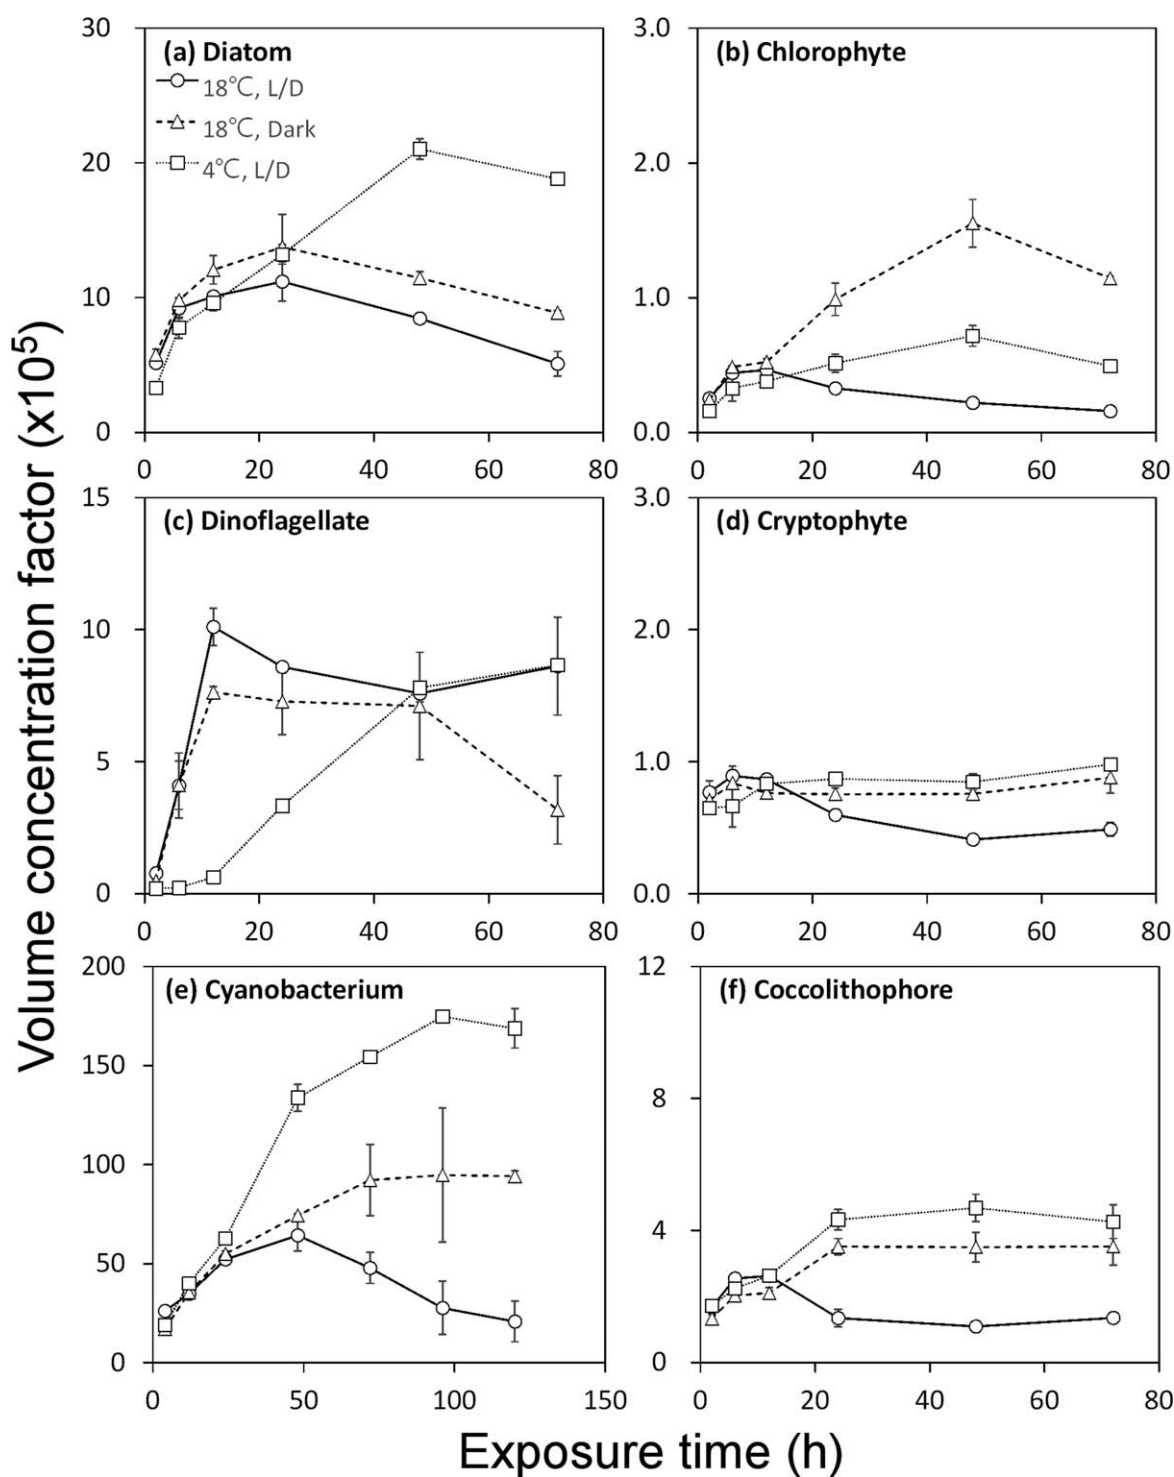 Volume concentration factor (x10⁵)
(a) Diatom
18℃, L/D
18℃, Dark
4℃, L/D
30
20
10
0
0 20 40 60 80
(b) Chlorophyte
3.0
2.0
1.0
0.0
0 20 40 60 80
(c) Dinoflagellate
15
10
5
0
0 20 40 60 80
(d) Cryptophyte
3.0
2.0
1.0
0.0
0 20 40 60 80
(e) Cyanobacterium
200
150
100
50
0
0 50 100 150
(f) Coccolithophore
12
8
4
0
0 20 40 60 80
Exposure time (h)